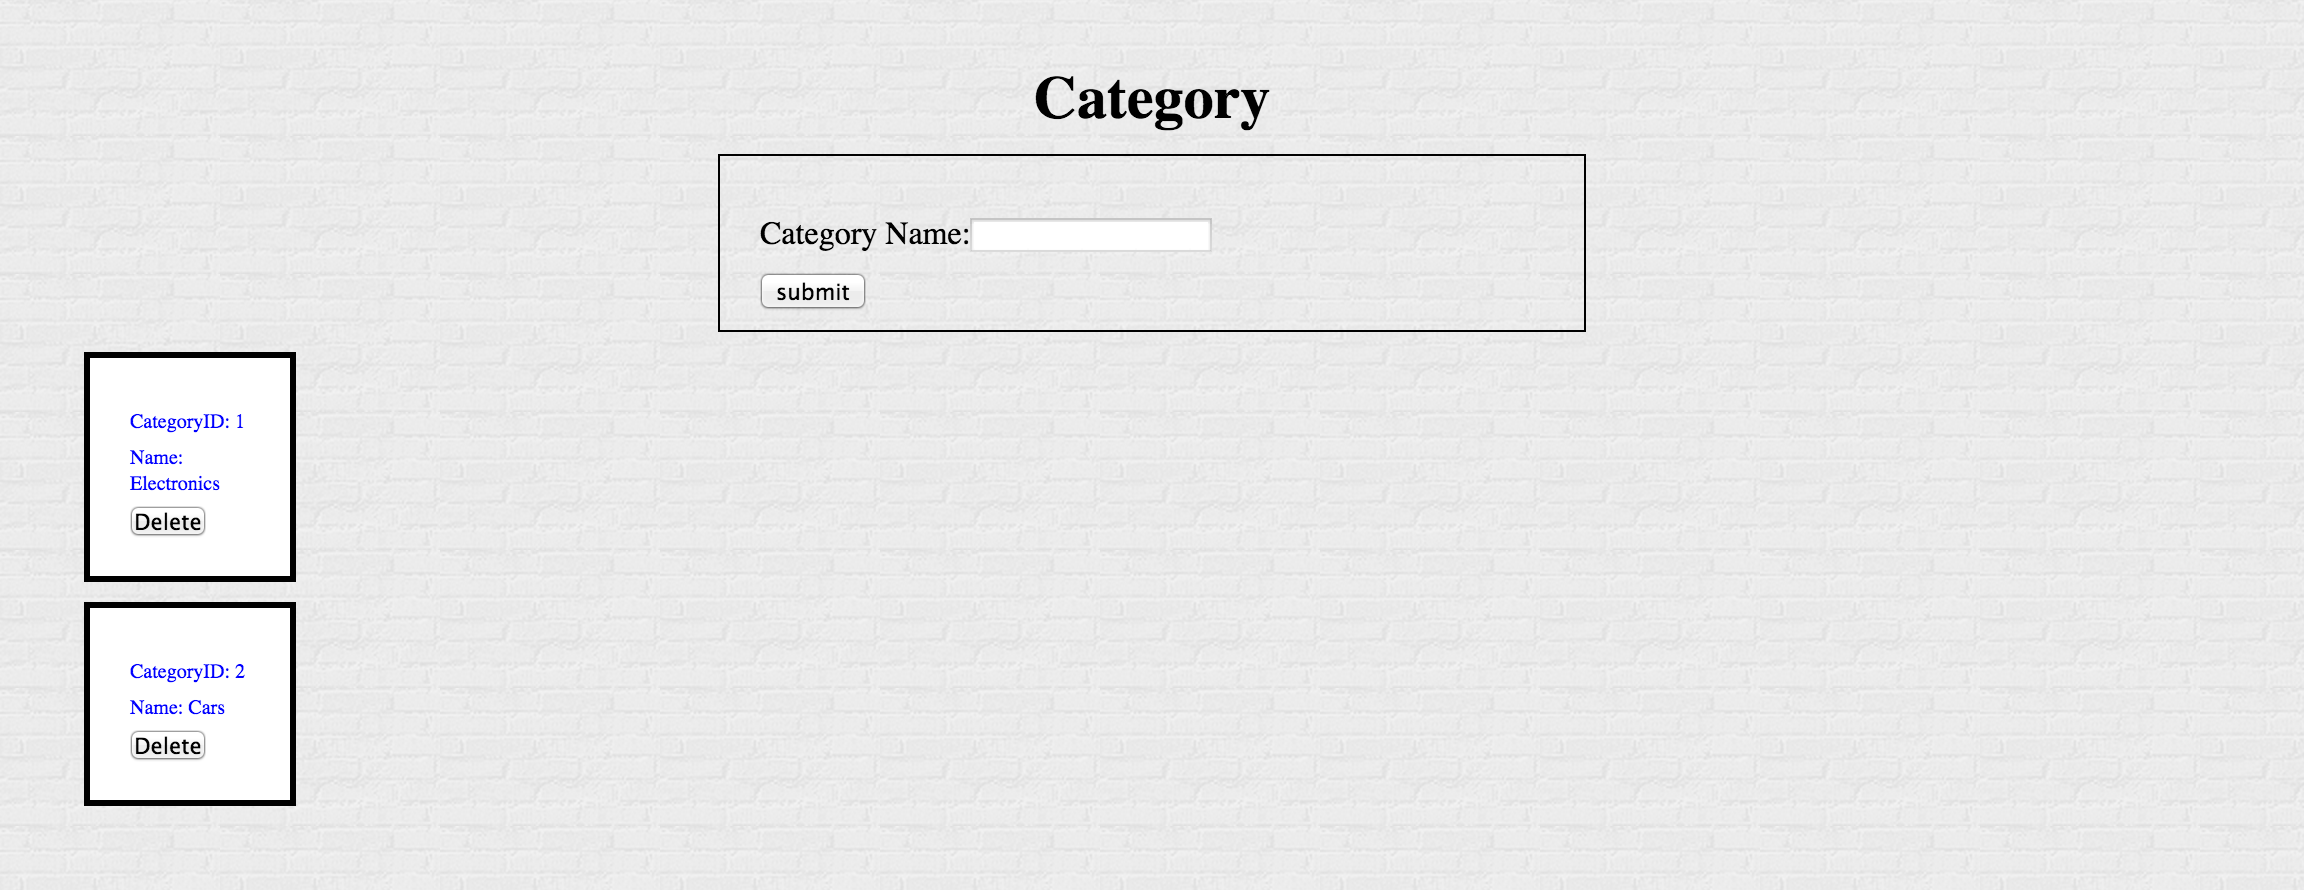 Category
Category Name:
submit
CategoryID: 1
Name:
Electronics
Delete
CategoryID: 2
Name: Cars
Delete